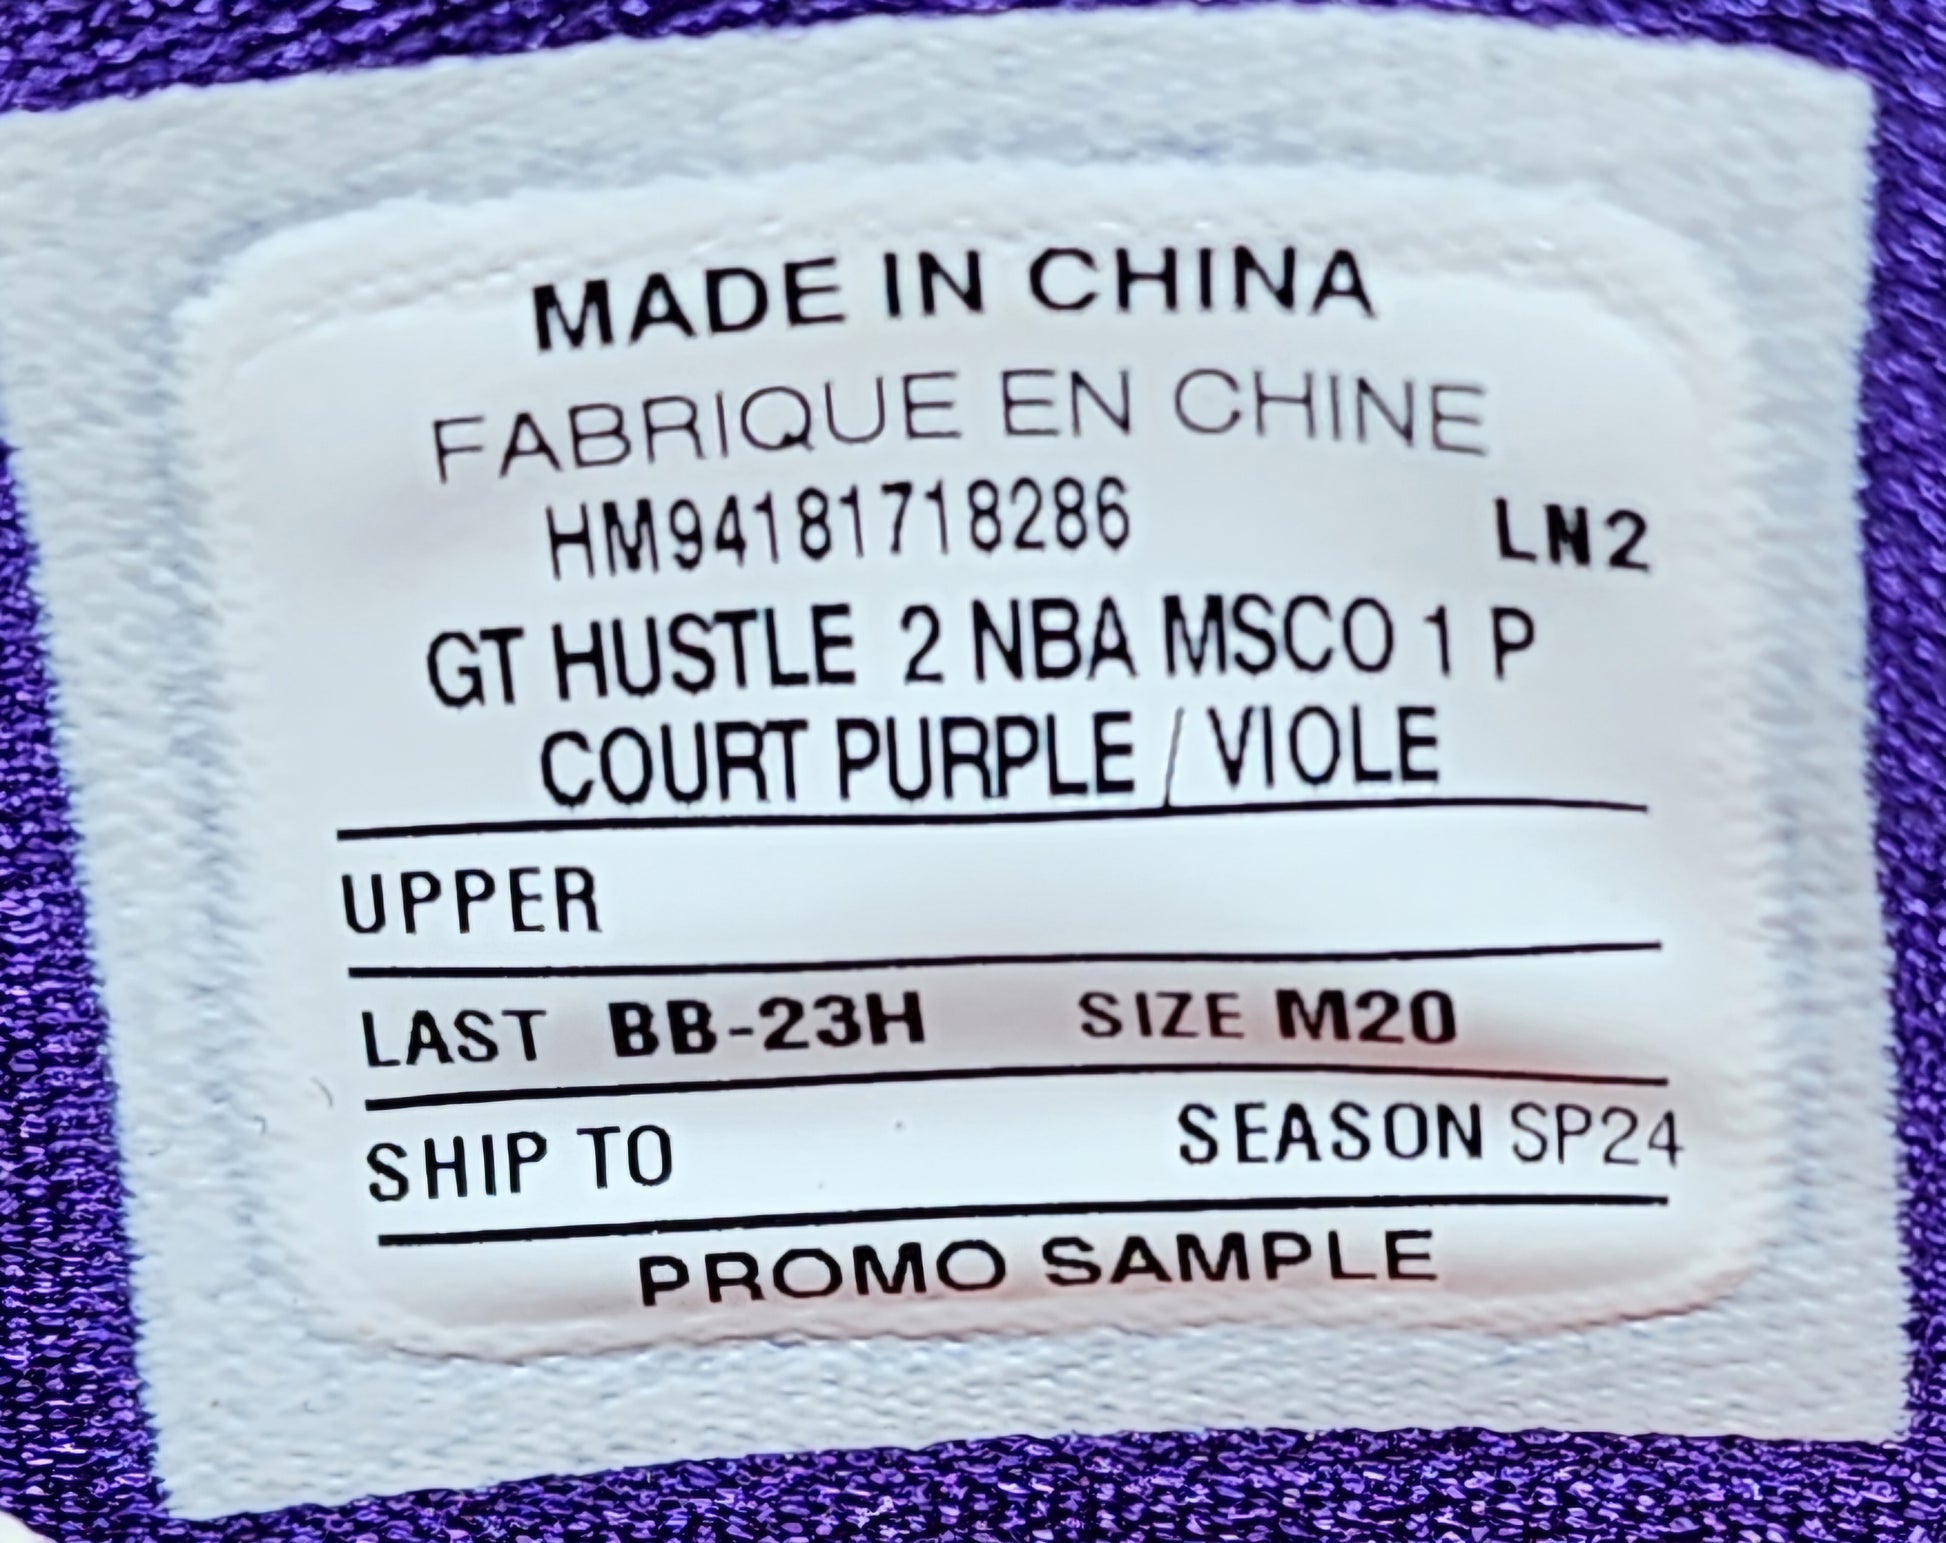 MADE IN CHINA
FABRIQUE EN CHINE
HM94181718286 LN2
GT HUSTLE 2 NBA MSCO 1 P
COURT PURPLE / VIOLE
UPPER
LAST BB-23H SIZE M20
SHIP TO SEASON SP24
PROMO SAMPLE